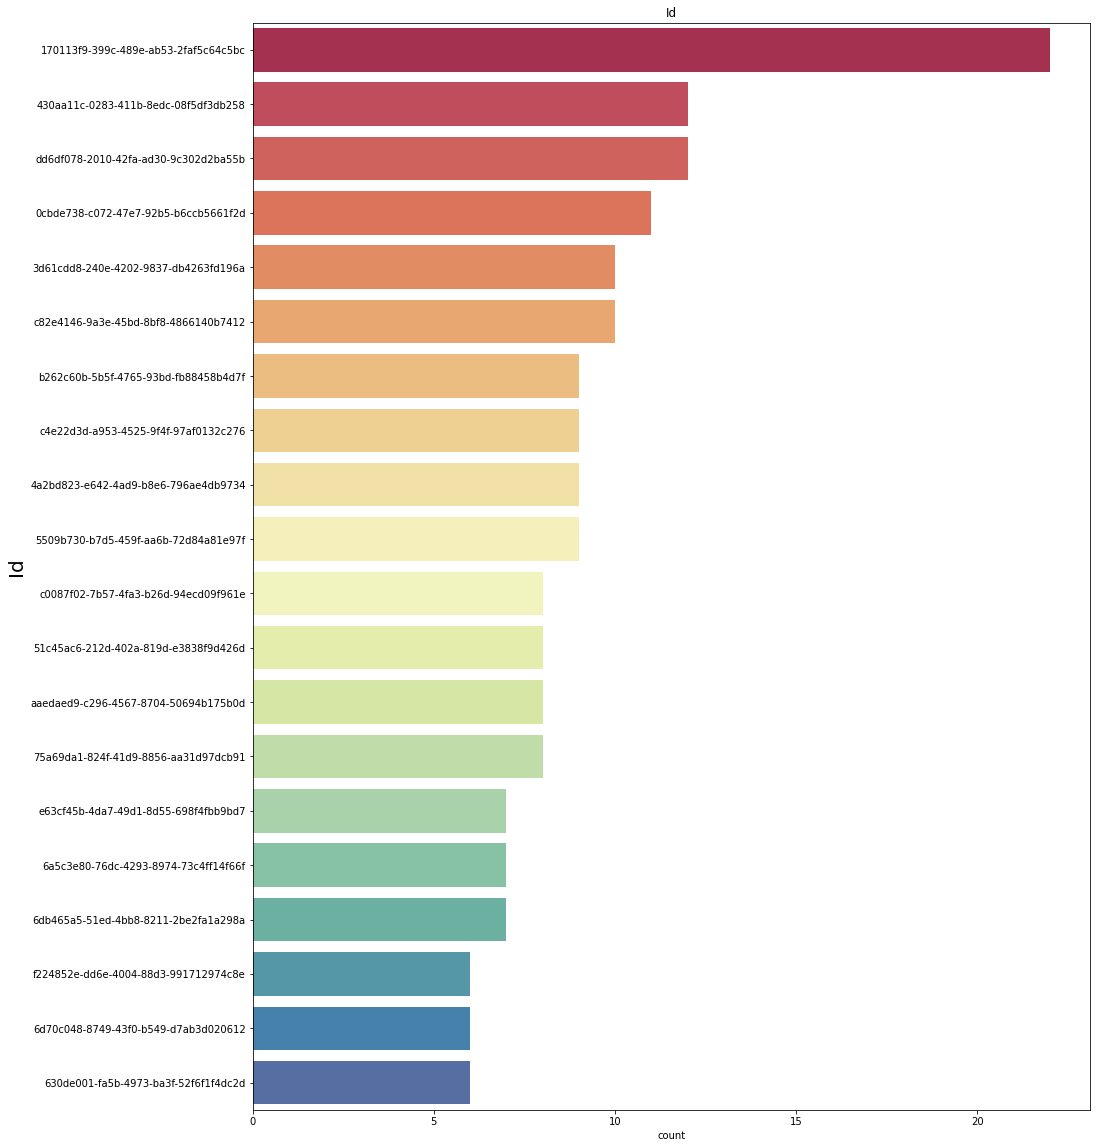 Id
170113f9-399c-489e-ab53-2faf5c64c5bc
430aa11c-0283-411b-8edc-08f5df3db258
dd6df078-2010-42fa-ad30-9c302d2ba55b
0cbde738-c072-47e7-92b5-b6ccb5661f2d
3d61cdd8-240e-4202-9837-db4263fd196a
c82e4146-9a3e-45bd-8bf8-4866140b7412
b262c60b-5b5f-4765-93bd-fb88458b4d7f
c4e22d3d-a953-4525-9f4f-97af0132c276
4a2bd823-e642-4ad9-b8e6-796ae4db9734
5509b730-b7d5-459f-aa6b-72d84a81e97f
Id
c0087f02-7b57-4fa3-b26d-94ecd09f961e
51c45ac6-212d-402a-819d-e3838f9d426d
aaedaed9-c296-4567-8704-50694b175b0d
75a69da1-824f-41d9-8856-aa31d97dcb91
e63cf45b-4da7-49d1-8d55-698f4fbb9bd7
6a5c3e80-76dc-4293-8974-73c4ff14f66f
6db465a5-51ed-4bb8-8211-2be2fa1a298a
f224852e-dd6e-4004-88d3-991712974c8e
6d70c048-8749-43f0-b549-d7ab3d020612
630de001-fa5b-4973-ba3f-52f6f1f4dc2d
0 5 10 15 20
count